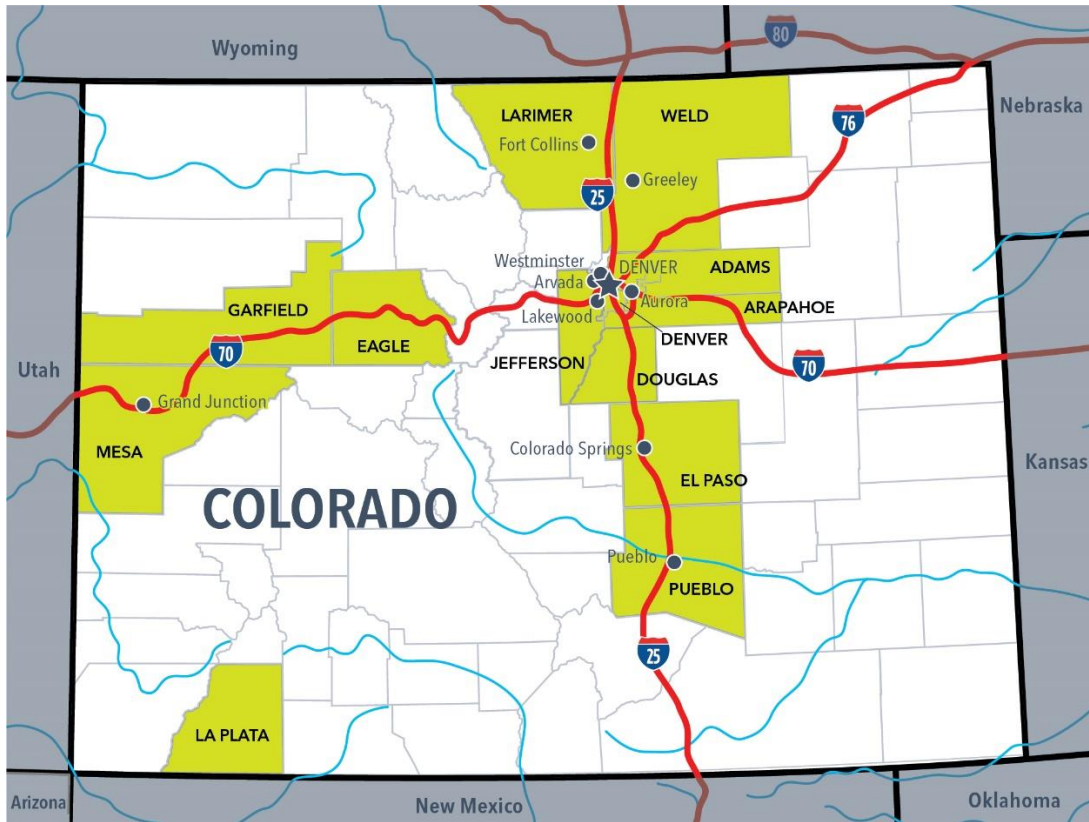 Wyoming
80
Nebraska
LARIMER
WELD
76
Fort Collins
25
Greeley
Westminster
DENVER
ADAMS
Arvada
Aurora
ARAPAHOE
GARFIELD
Lakewood
DENVER
EAGLE
JEFFERSON
70
70
Utah
DOUGLAS
Grand Junction
MESA
Colorado Springs
Kansas
EL PASO
COLORADO
Pueblo
PUEBLO
25
LA PLATA
Arizona
New Mexico
Oklahoma